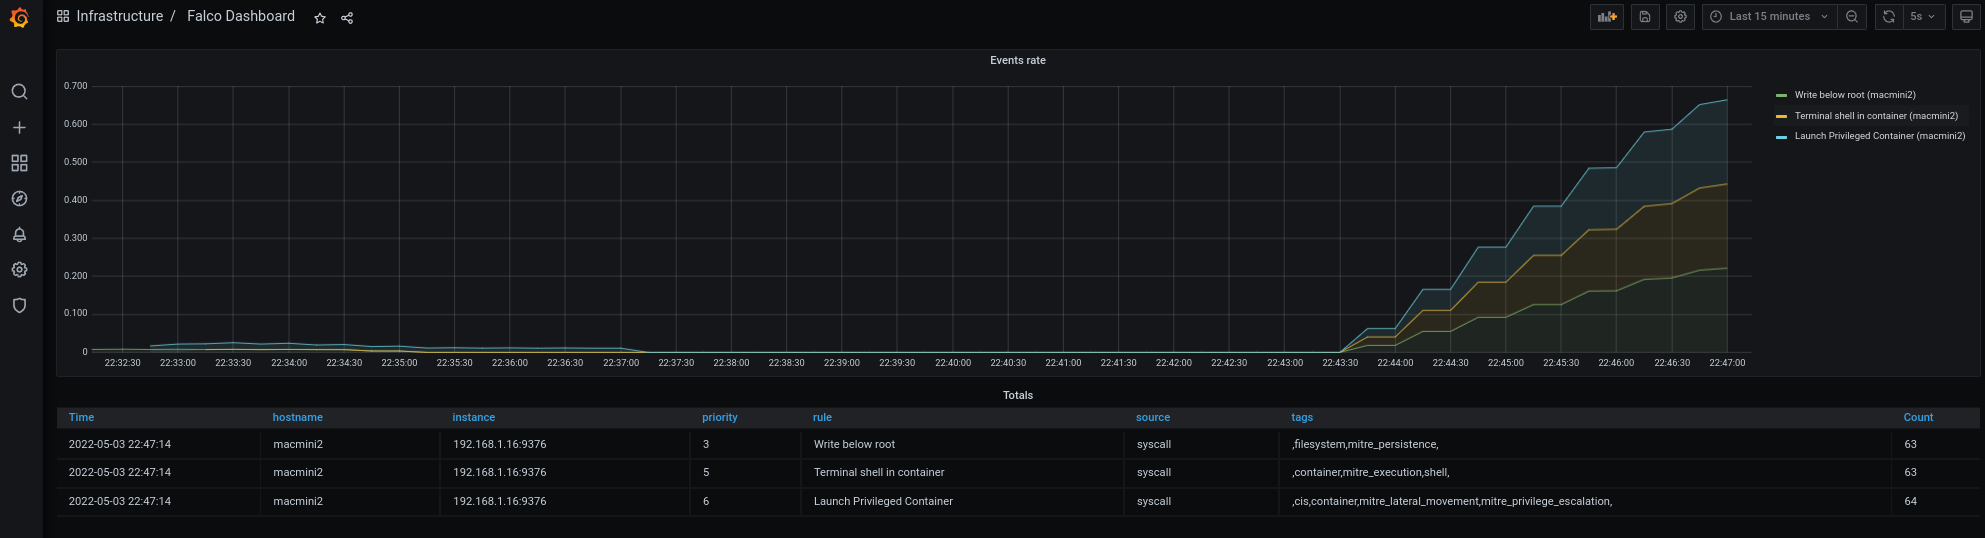 Infrastructure / Falco Dashboard
Last 15 minutes
5s
Events rate
0.700
0.600
0.500
0.400
0.300
0.200
0.100
0
22:32:30 22:33:00 22:33:30 22:34:00 22:34:30 22:35:00 22:35:30 22:36:00 22:36:30 22:37:00 22:37:30 22:38:00 22:38:30 22:39:00 22:39:30 22:40:00 22:40:30 22:41:00 22:41:30 22:42:00 22:42:30 22:43:00 22:43:30 22:44:00 22:44:30 22:45:00 22:45:30 22:46:00 22:46:30 22:47:00
Write below root (macmini2)
Terminal shell in container (macmini2)
Launch Privileged Container (macmini2)
Totals
Time hostname instance priority rule source tags Count
2022-05-03 22:47:14 macmini2 192.168.1.16:9376 3 Write below root syscall ,filesystem,mitre_persistence, 63
2022-05-03 22:47:14 macmini2 192.168.1.16:9376 5 Terminal shell in container syscall ,container,mitre_execution,shell, 63
2022-05-03 22:47:14 macmini2 192.168.1.16:9376 6 Launch Privileged Container syscall ,cis,container,mitre_lateral_movement,mitre_privilege_escalation, 64